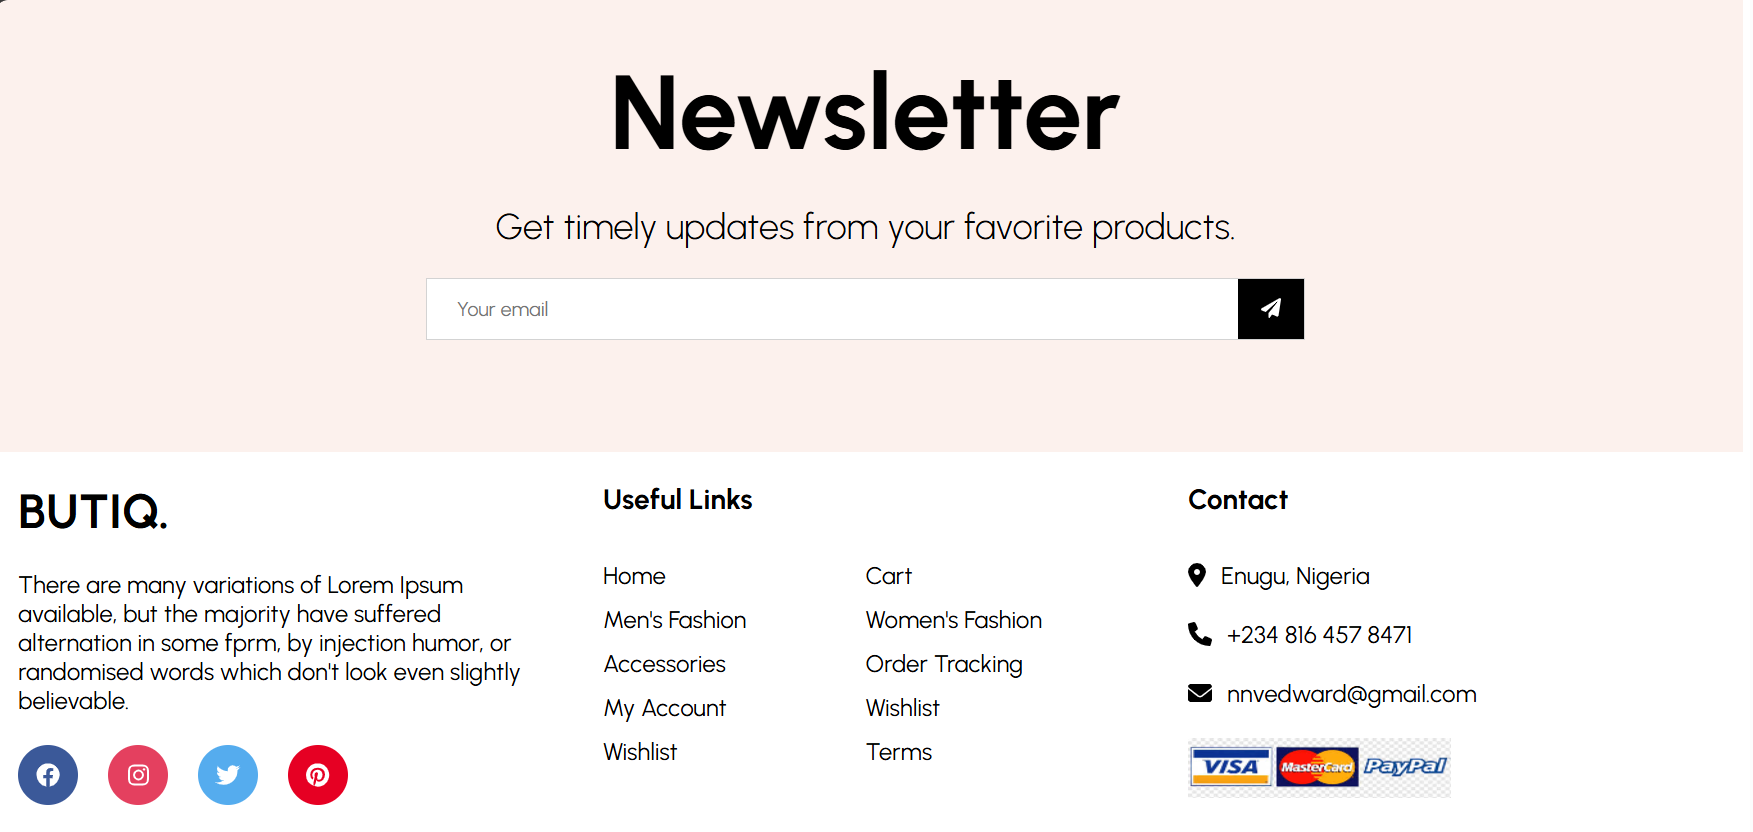 Newsletter
Get timely updates from your favorite products.
Your email
BUTIQ.
There are many variations of Lorem Ipsum
available, but the majority have suffered
alternation in some fprm, by injection humor, or
randomised words which don't look even slightly
believable.
Useful Links
Home
Men's Fashion
Accessories
My Account
Wishlist
Cart
Women's Fashion
Order Tracking
Wishlist
Terms
Contact
Enugu, Nigeria
+234 816 457 8471
nnvedward@gmail.com
VISA MasterCard PayPal